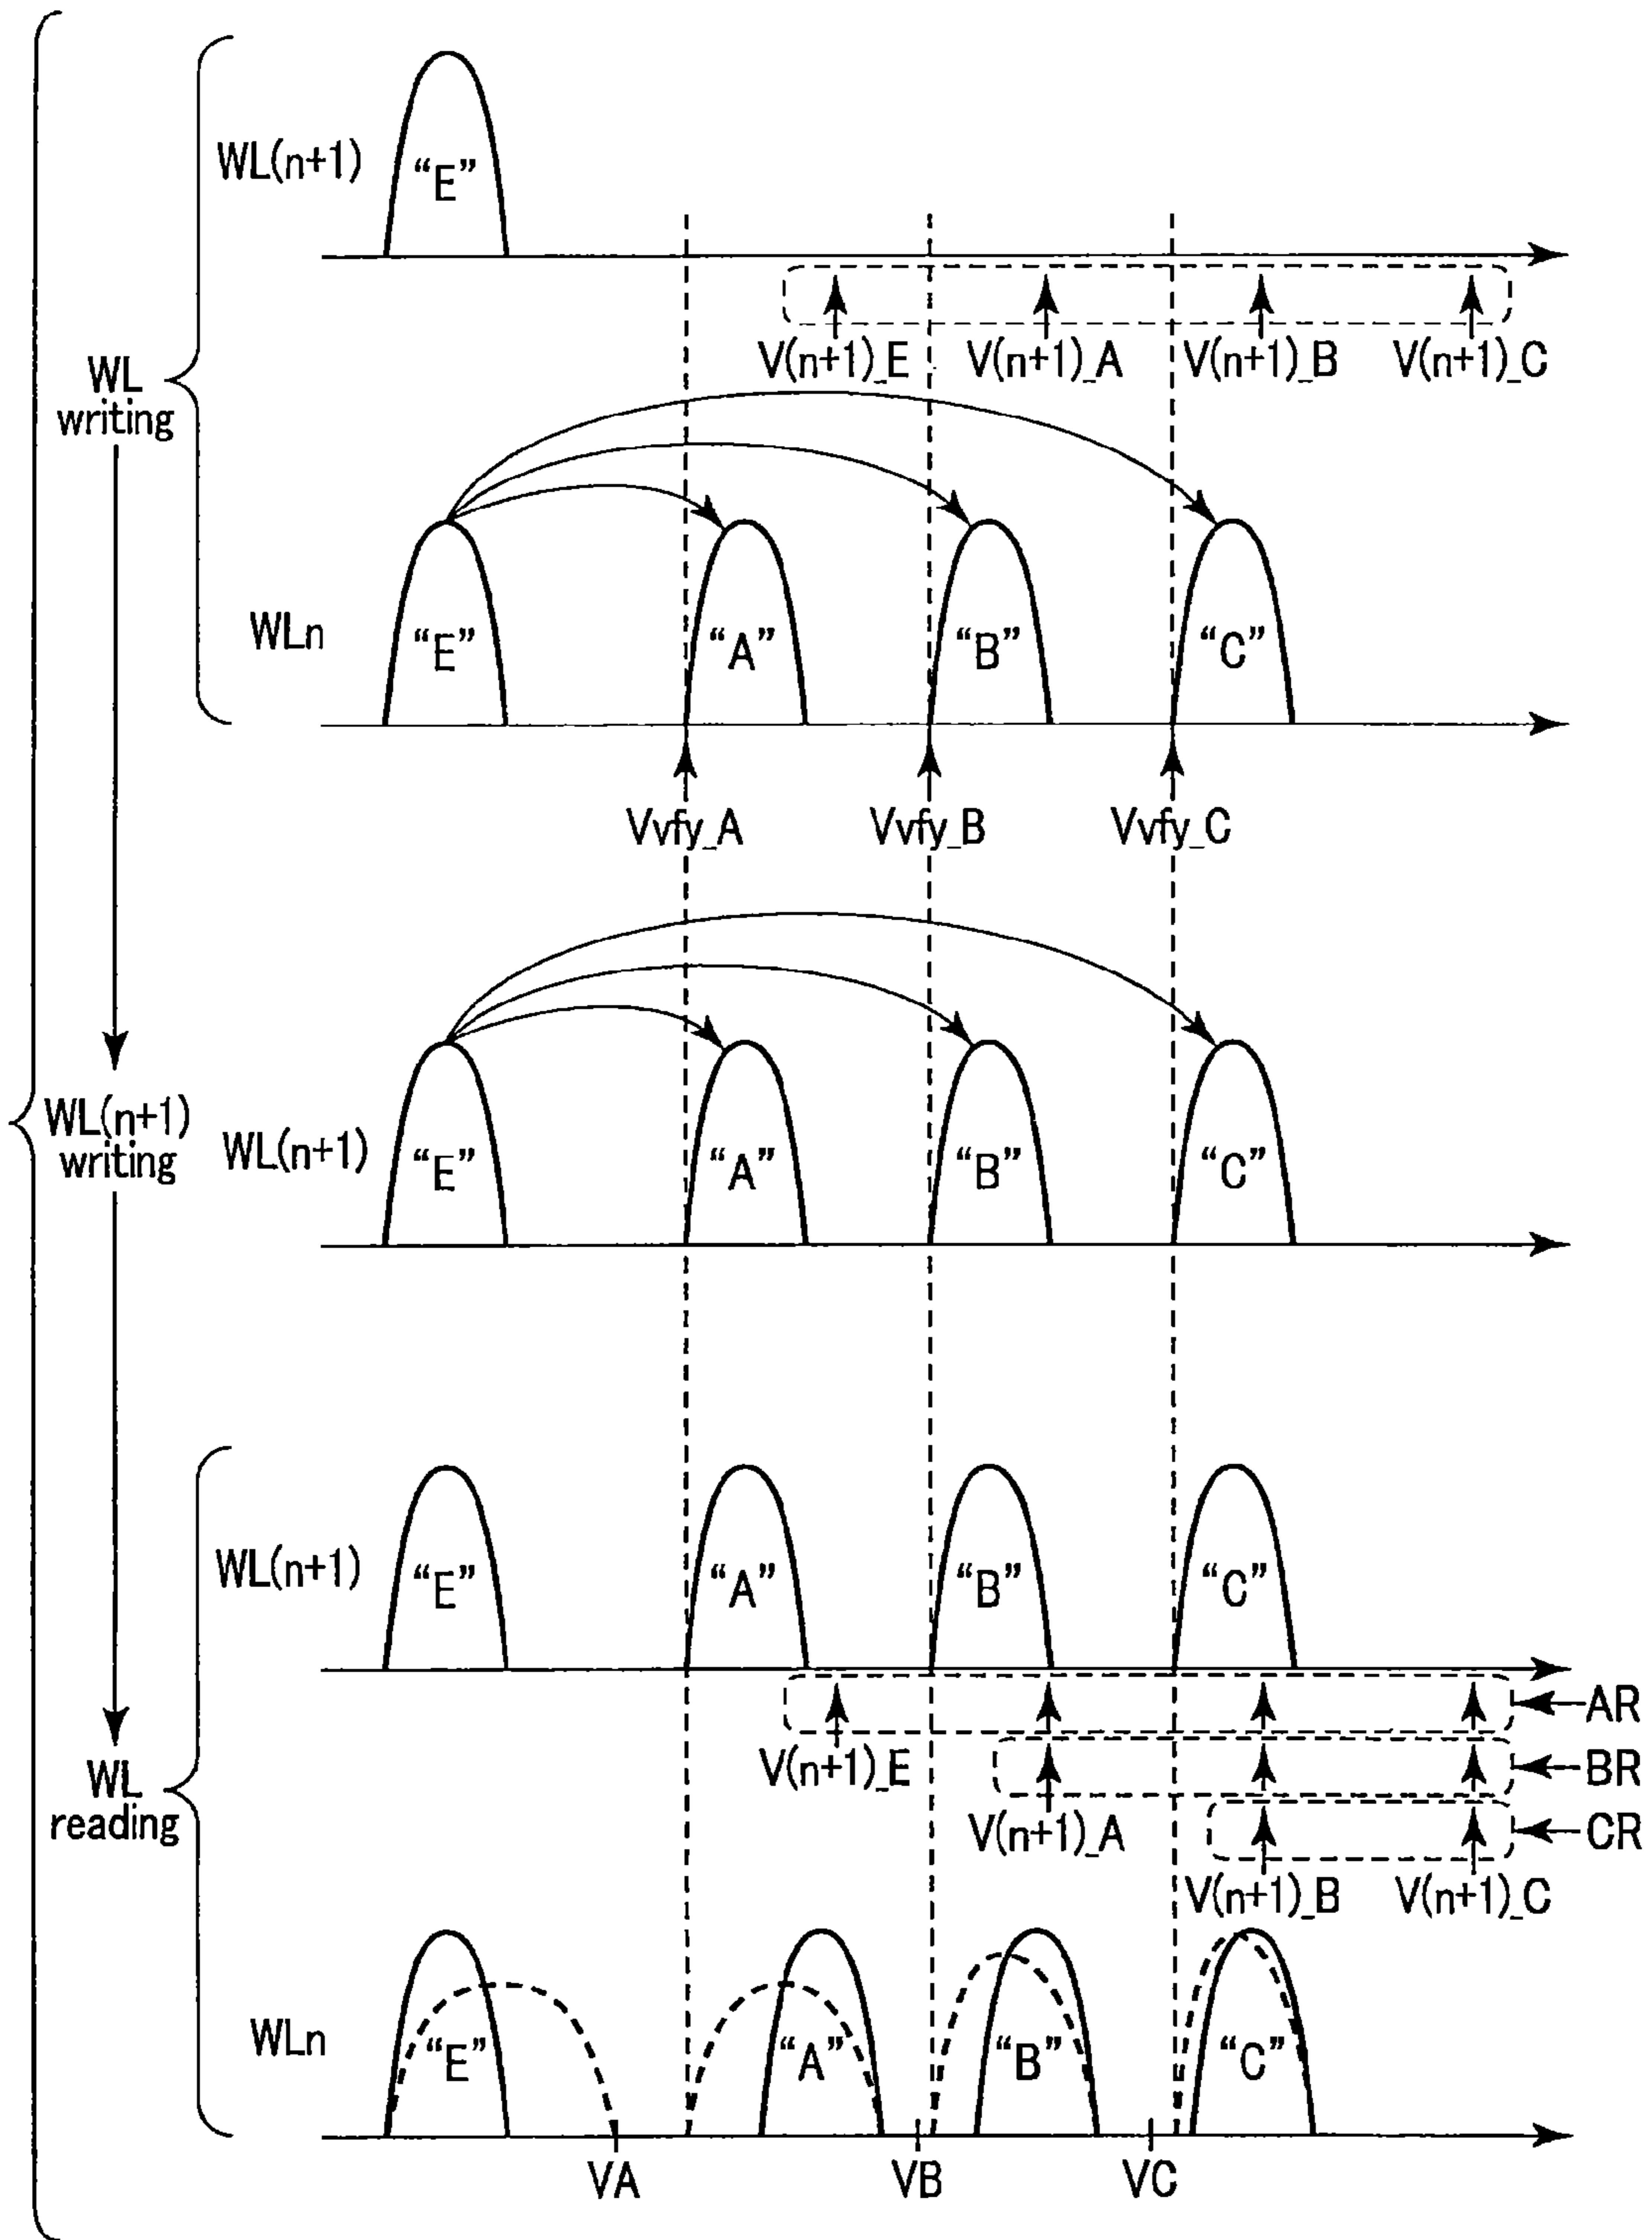 WL(n+1)
“E”
V(n+1)_E V(n+1)_A V(n+1)_B V(n+1)_C
WL
writing
WLn
“E” “A” “B” “C”
Vvfy_A Vvfy_B Vvfy_C
WL(n+1)
writing
WL(n+1)
“E” “A” “B” “C”
WL(n+1)
“E” “A” “B” “C”
AR
V(n+1)_E
BR
WL
reading
V(n+1)_A
CR
V(n+1)_B V(n+1)_C
WLn
“E” “A” “B” “C”
VA VB VC